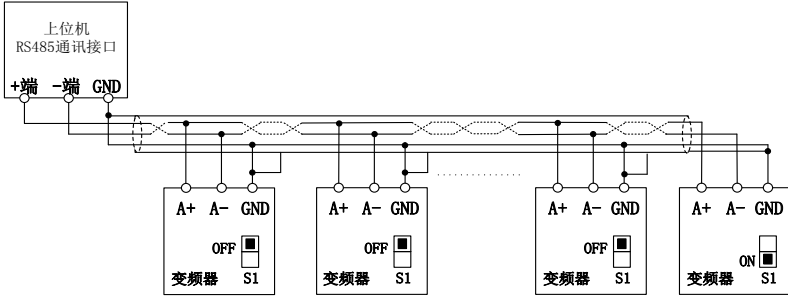 上位机
RS485通讯接口
+端 -端 GND
A+ A- GND
OFF
变频器 S1
A+ A- GND
OFF
变频器 S1
A+ A- GND
OFF
变频器 S1
A+ A- GND
ON
变频器 S1